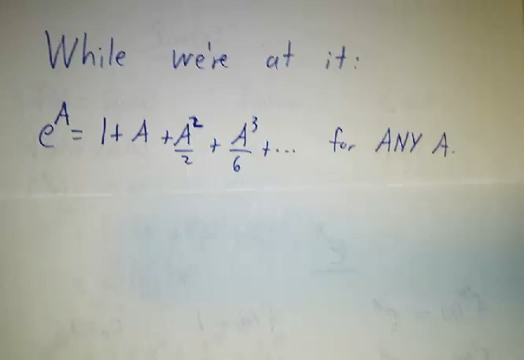 While we're at it:
e^A = 1 + A + A²/2 + A³/6 + ... for ANY A.